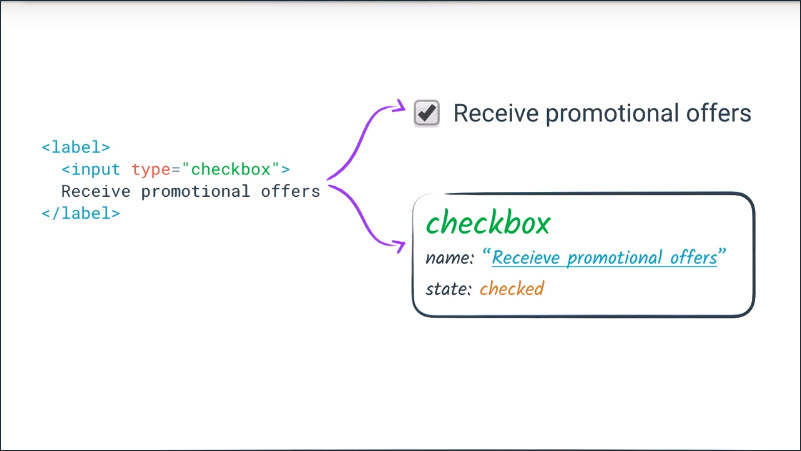 <label>
<input type="checkbox">
Receive promotional offers
</label>
Receive promotional offers
checkbox
name: “Receieve promotional offers”
state: checked